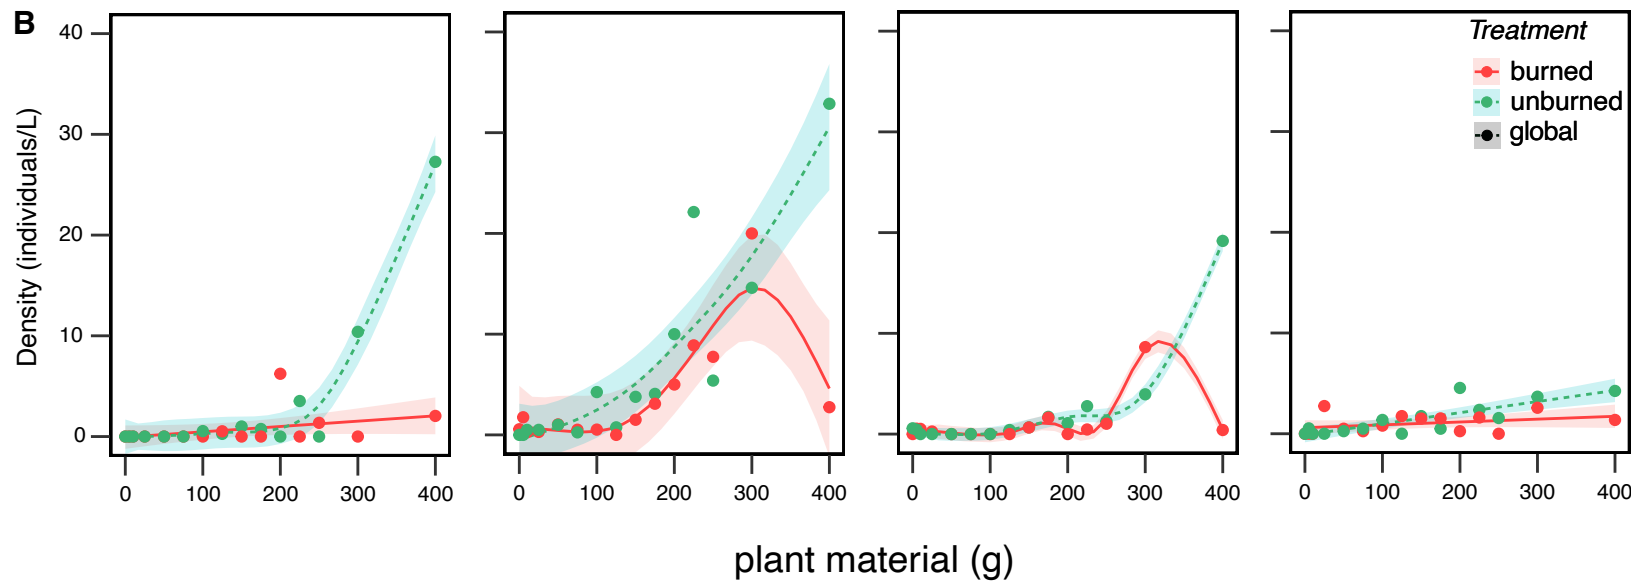 B
Density (individuals/L)
40
30
20
10
0
0 100 200 300 400
0 100 200 300 400
0 100 200 300 400
0 100 200 300 400
Treatment
burned
unburned
global
plant material (g)